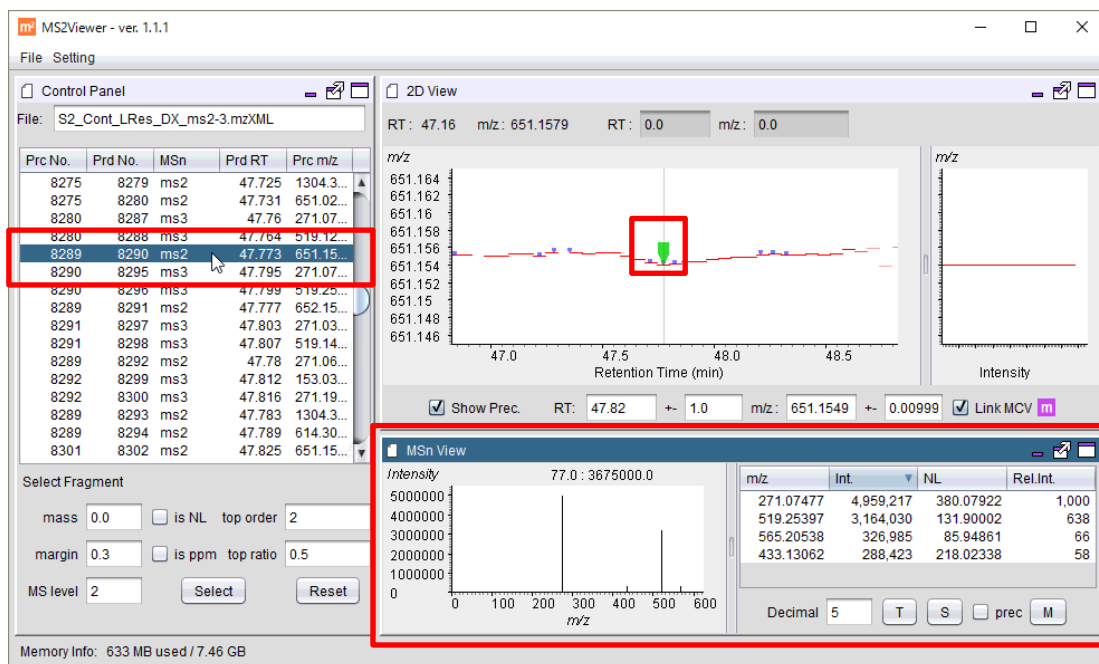 m² MS2Viewer - ver. 1.1.1
File Setting
Control Panel
File: S2_Cont_LRes_DX_ms2-3.mzXML
Prc No. Prd No. MSn Prd RT Prc m/z
8275 8279 ms2 47.725 1304.3...
8275 8280 ms2 47.731 651.02...
8280 8287 ms3 47.76 271.07...
8280 8288 ms3 47.764 519.12...
8289 8290 ms2 47.773 651.15...
8290 8295 ms3 47.795 271.07...
8290 8296 ms3 47.799 519.25...
8289 8291 ms2 47.777 652.15...
8291 8297 ms3 47.803 271.03...
8291 8298 ms3 47.807 519.14...
8289 8292 ms2 47.78 271.06...
8292 8299 ms3 47.812 153.03...
8292 8300 ms3 47.816 271.19...
8289 8293 ms2 47.783 1304.3...
8289 8294 ms2 47.789 614.30...
8301 8302 ms2 47.825 651.15...
Select Fragment
mass 0.0 is NL top order 2
margin 0.3 is ppm top ratio 0.5
MS level 2 Select Reset
2D View
RT: 47.16 m/z: 651.1579 RT: 0.0 m/z: 0.0
m/z
651.164
651.162
651.16
651.158
651.156
651.154
651.152
651.15
651.148
651.146
47.0 47.5 48.0 48.5
Retention Time (min)
m/z
Intensity
Show Prec. RT: 47.82 +- 1.0 m/z: 651.1549 +- 0.00999 Link MCV m
MSn View
Intensity 77.0 : 3675000.0
5000000
4000000
3000000
2000000
1000000
0
0 100 200 300 400 500 600
m/z
m/z Int. NL Rel.Int.
271.07477 4,959,217 380.07922 1,000
519.25397 3,164,030 131.90002 638
565.20538 326,985 85.94861 66
433.13062 288,423 218.02338 58
Decimal 5 T S prec M
Memory Info: 633 MB used / 7.46 GB